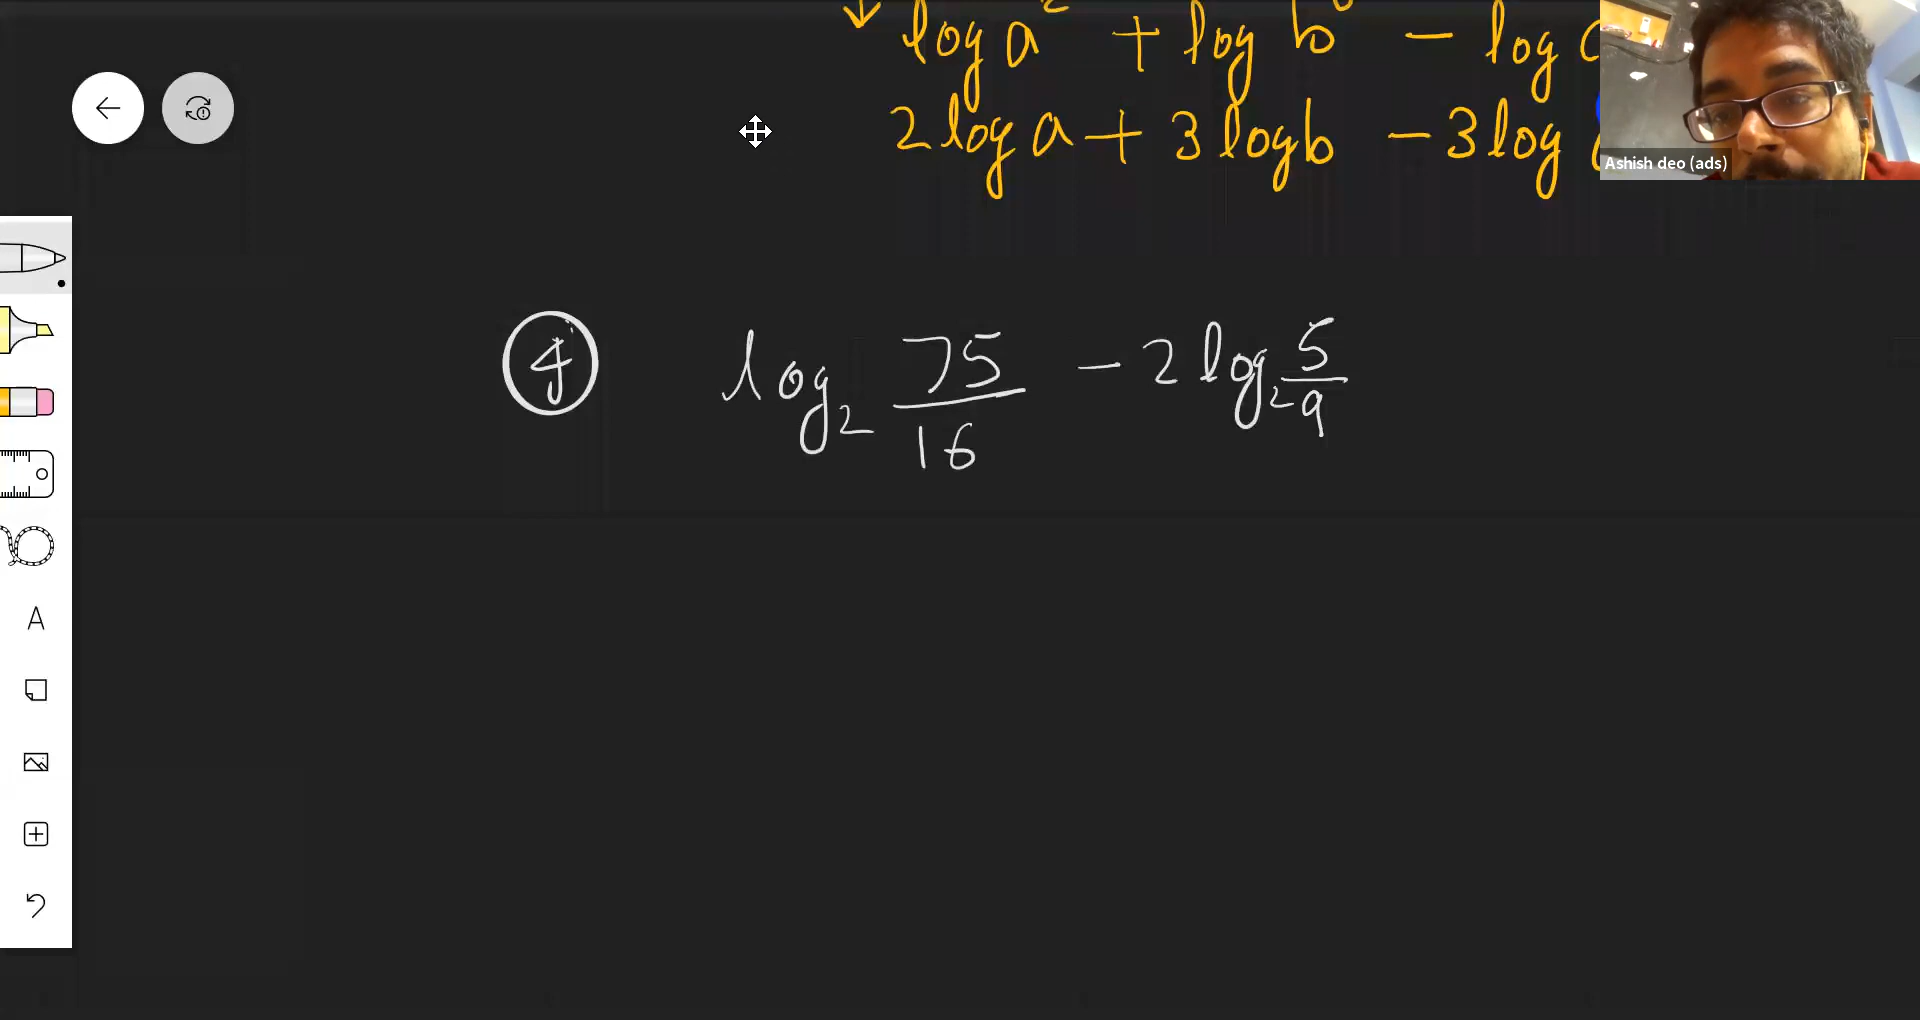 ↓ log a² + log b³ - log
2 log a + 3 log b - 3 log
Ashish deo (ads)
④ log₂ 75/16 - 2 log₂ 5/9
A